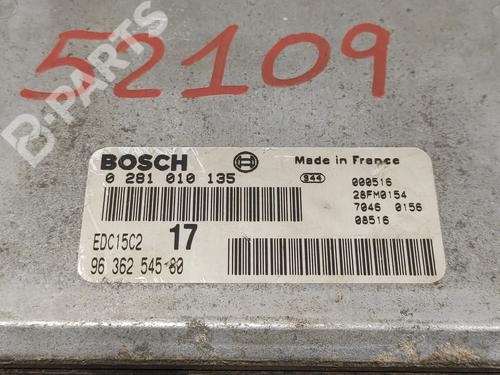 52109
B-PARTS
BOSCH
Made in France
0 281 010 135
944
000516
28FM0154
7046 0156
08516
EDC15C2
17
96 362 545 80